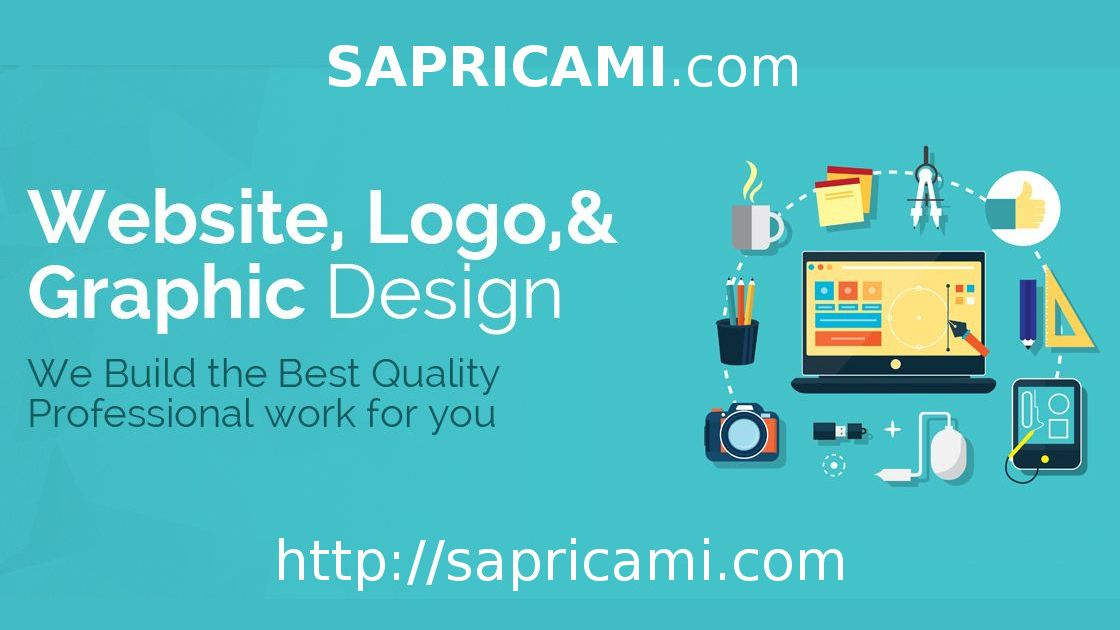 SAPRICAMI.com
Website, Logo,&
Graphic Design
We Build the Best Quality
Professional work for you
http://sapricami.com